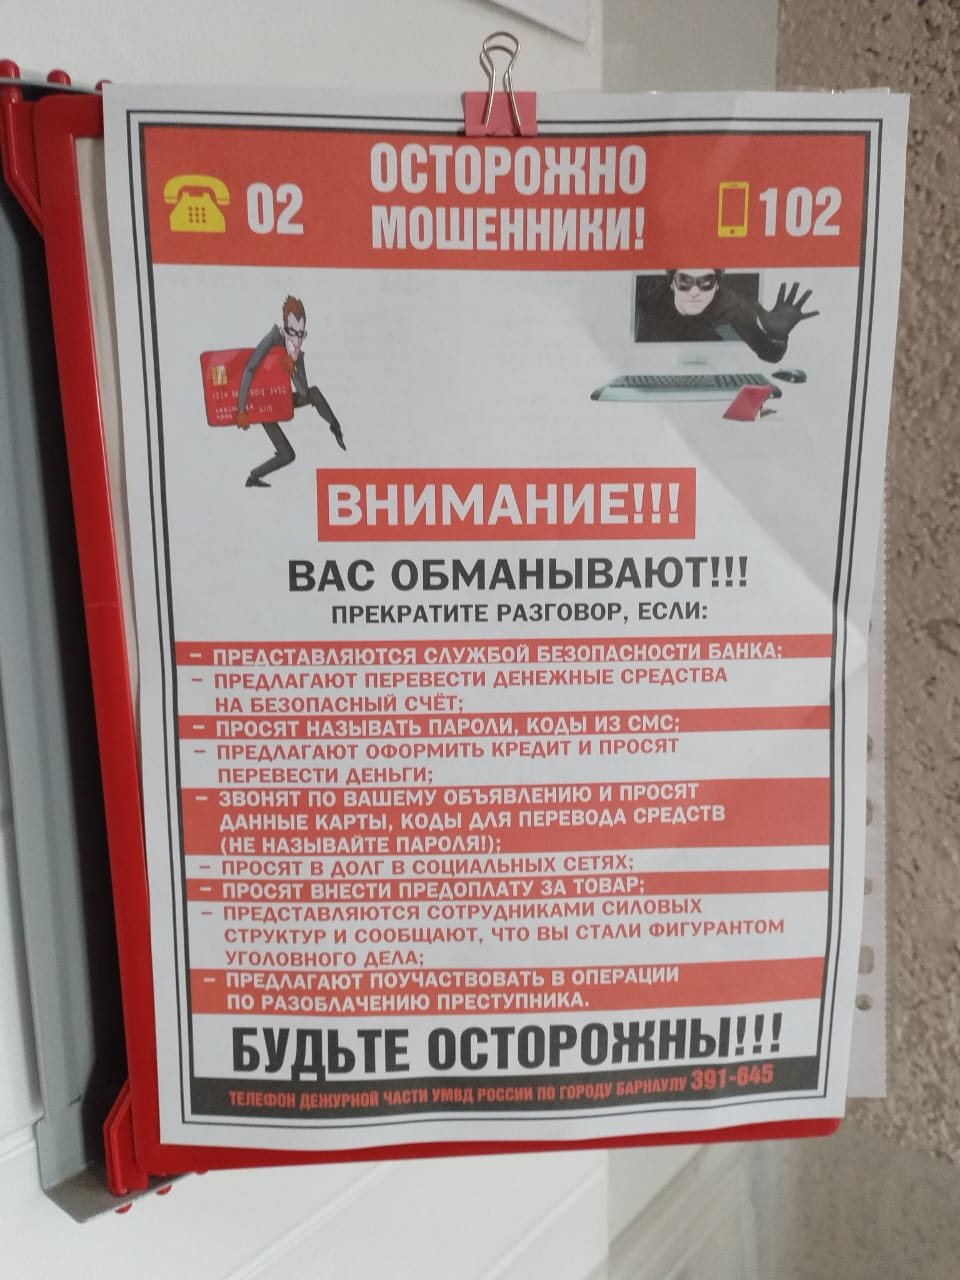 02
ОСТОРОЖНО
МОШЕННИКИ!
102
ВНИМАНИЕ!!!
ВАС ОБМАНЫВАЮТ!!!
ПРЕКРАТИТЕ РАЗГОВОР, ЕСЛИ:
– ПРЕДСТАВЛЯЮТСЯ СЛУЖБОЙ БЕЗОПАСНОСТИ БАНКА;
– ПРЕДЛАГАЮТ ПЕРЕВЕСТИ ДЕНЕЖНЫЕ СРЕДСТВА
НА БЕЗОПАСНЫЙ СЧЁТ;
– ПРОСЯТ НАЗЫВАТЬ ПАРОЛИ, КОДЫ ИЗ СМС;
– ПРЕДЛАГАЮТ ОФОРМИТЬ КРЕДИТ И ПРОСЯТ
ПЕРЕВЕСТИ ДЕНЬГИ;
– ЗВОНЯТ ПО ВАШЕМУ ОБЪЯВЛЕНИЮ И ПРОСЯТ
ДАННЫЕ КАРТЫ, КОДЫ ДЛЯ ПЕРЕВОДА СРЕДСТВ
(НЕ НАЗЫВАЙТЕ ПАРОЛЯ!);
– ПРОСЯТ В ДОЛГ В СОЦИАЛЬНЫХ СЕТЯХ;
– ПРОСЯТ ВНЕСТИ ПРЕДОПЛАТУ ЗА ТОВАР;
– ПРЕДСТАВЛЯЮТСЯ СОТРУДНИКАМИ СИЛОВЫХ
СТРУКТУР И СООБЩАЮТ, ЧТО ВЫ СТАЛИ ФИГУРАНТОМ
УГОЛОВНОГО ДЕЛА;
– ПРЕДЛАГАЮТ ПОУЧАСТВОВАТЬ В ОПЕРАЦИИ
ПО РАЗОБЛАЧЕНИЮ ПРЕСТУПНИКА.
БУДЬТЕ ОСТОРОЖНЫ!!!
ТЕЛЕФОН ДЕЖУРНОЙ ЧАСТИ УМВД РОССИИ ПО ГОРОДУ БАРНАУЛУ 391-645